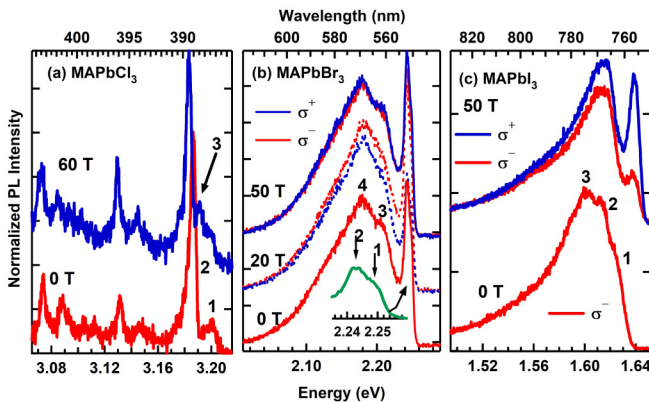 Wavelength (nm)
400 395 390
600 580 560
820 800 780 760
(a) MAPbCl3
(b) MAPbBr3
(c) MAPbI3
σ+
σ−
50 T
σ+
σ−
3
60 T
50 T
4
3
3
2
20 T
2
1
1
2
1
0 T
0 T
0 T
σ−
2.24 2.25
3.08 3.12 3.16 3.20
2.10 2.20
1.52 1.56 1.60 1.64
Energy (eV)
Normalized PL Intensity